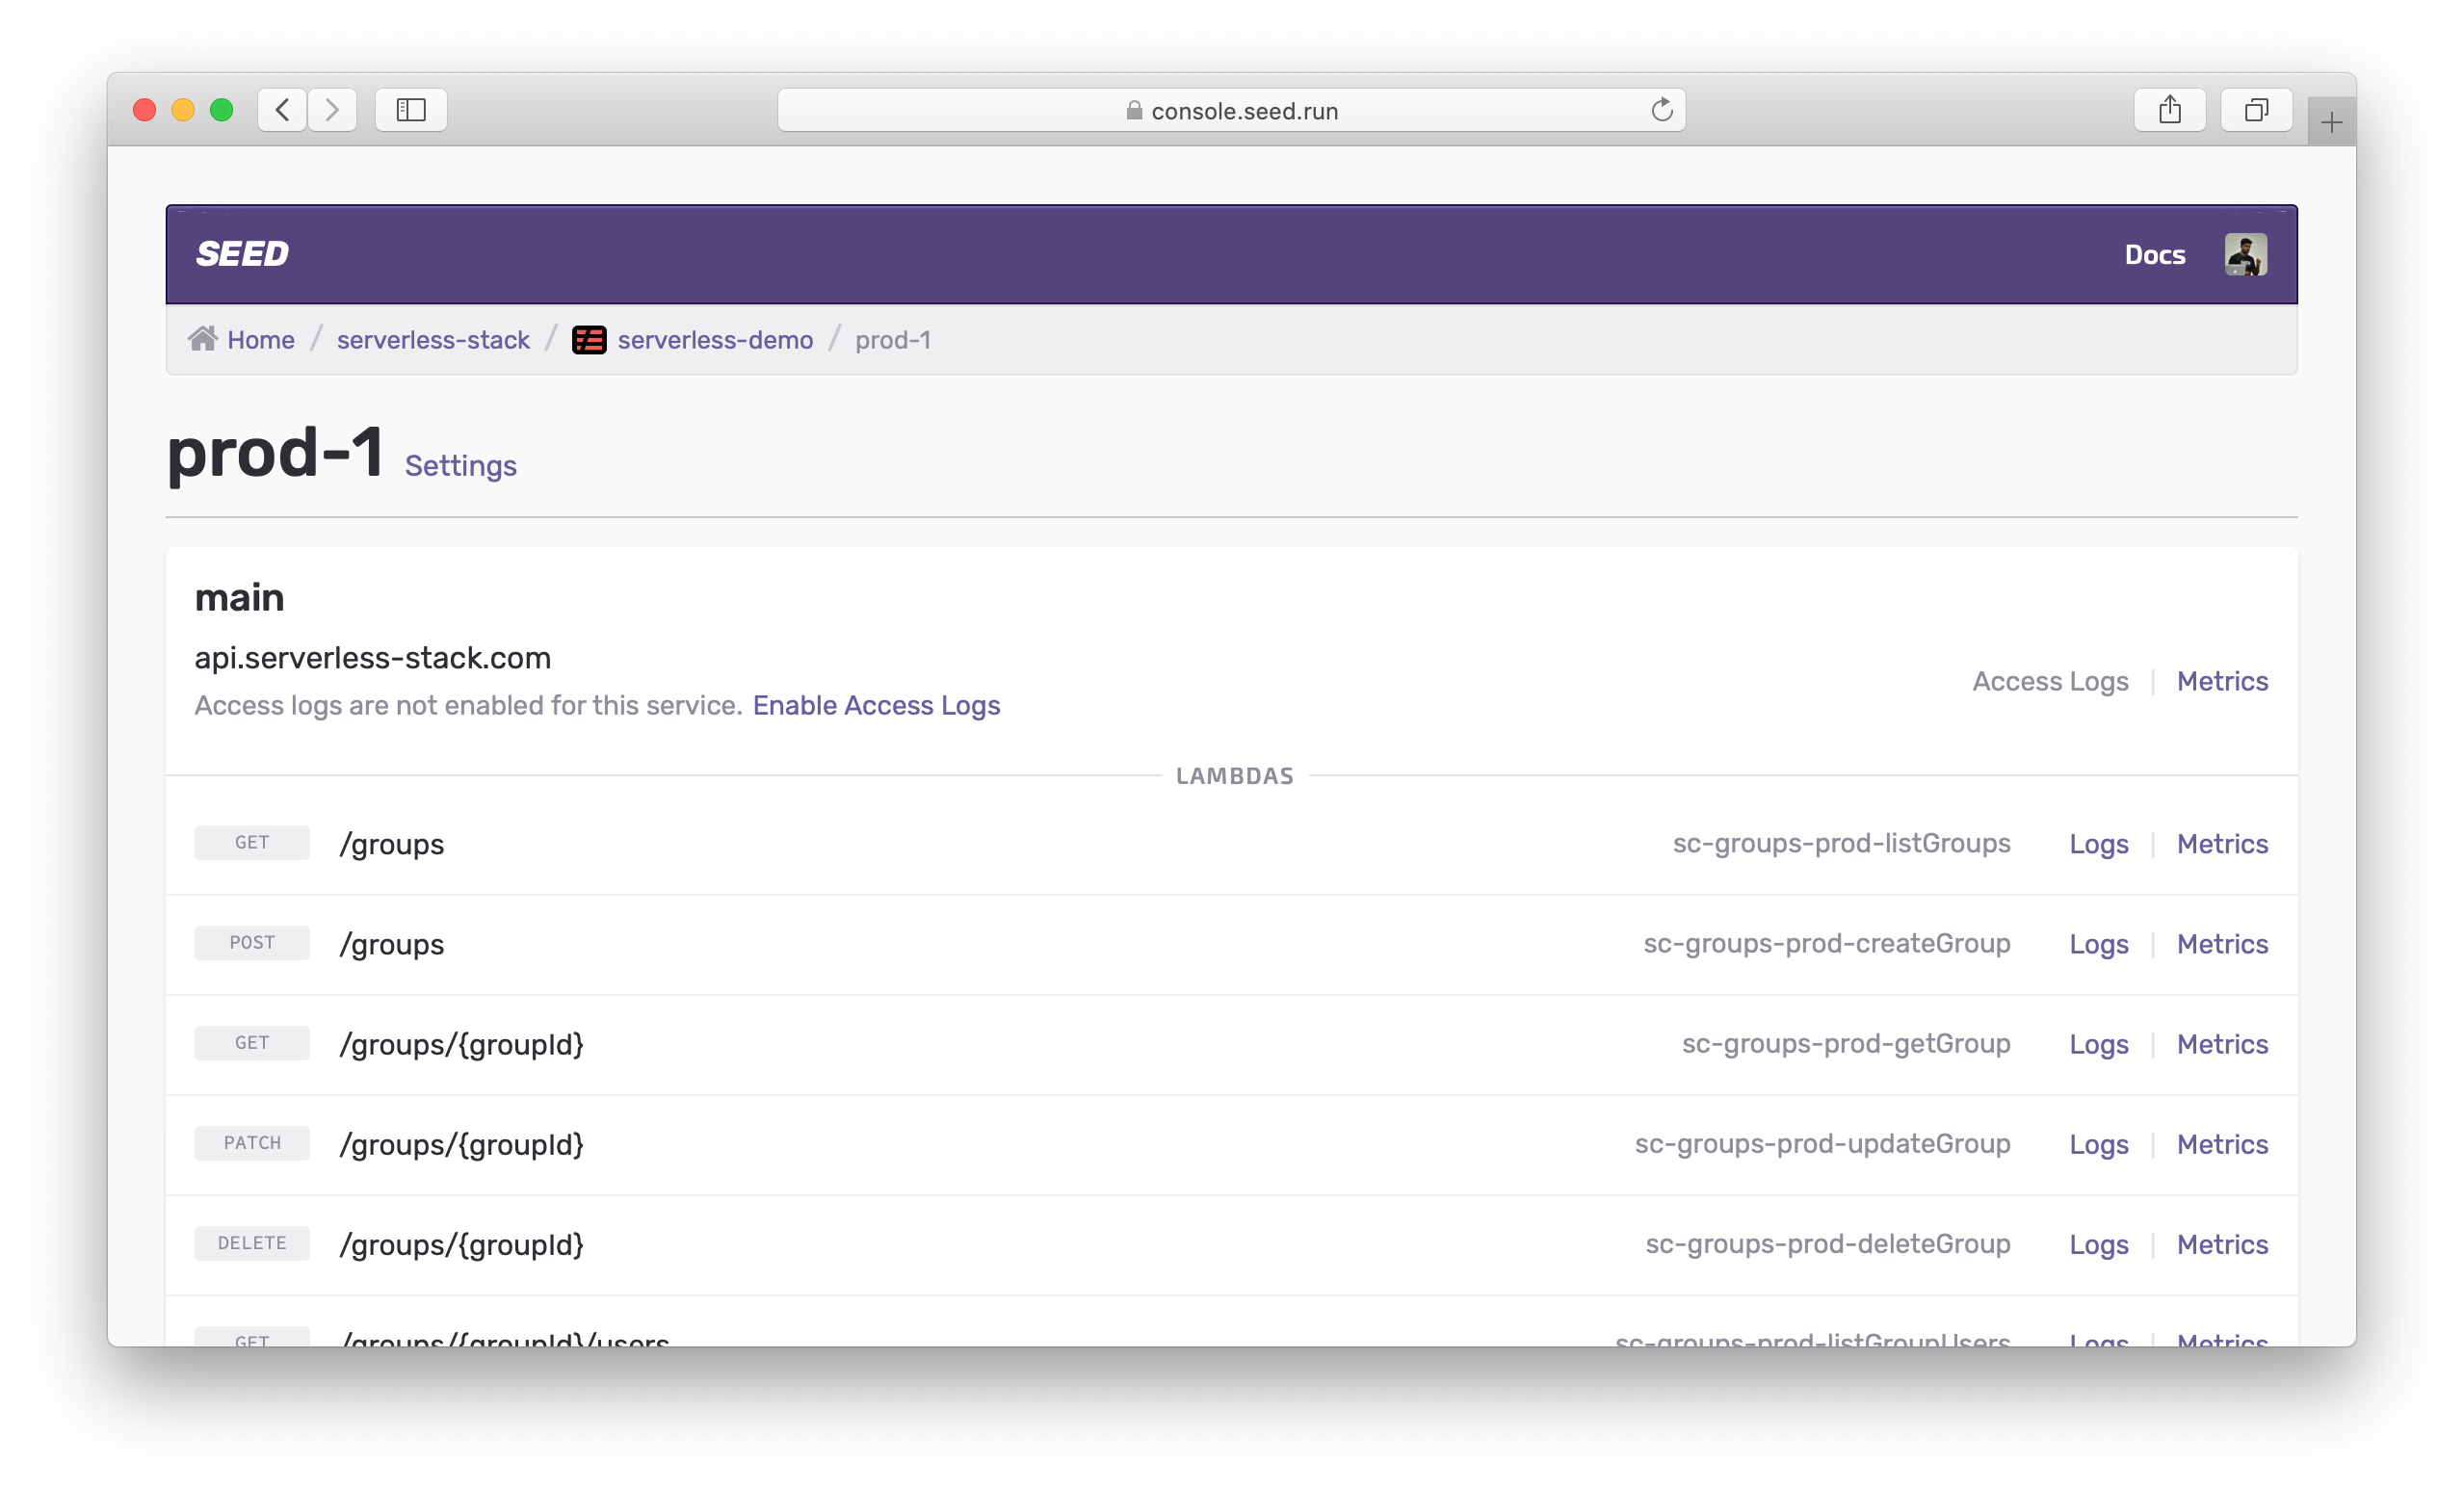 console.seed.run
SEED Docs
Home / serverless-stack / serverless-demo / prod-1
prod-1 Settings
main
api.serverless-stack.com
Access logs are not enabled for this service. Enable Access Logs
Access Logs | Metrics
LAMBDAS
GET /groups sc-groups-prod-listGroups Logs | Metrics
POST /groups sc-groups-prod-createGroup Logs | Metrics
GET /groups/{groupId} sc-groups-prod-getGroup Logs | Metrics
PATCH /groups/{groupId} sc-groups-prod-updateGroup Logs | Metrics
DELETE /groups/{groupId} sc-groups-prod-deleteGroup Logs | Metrics
GET /groups/{groupId}/users sc-groups-prod-listGroupUsers Logs | Metrics